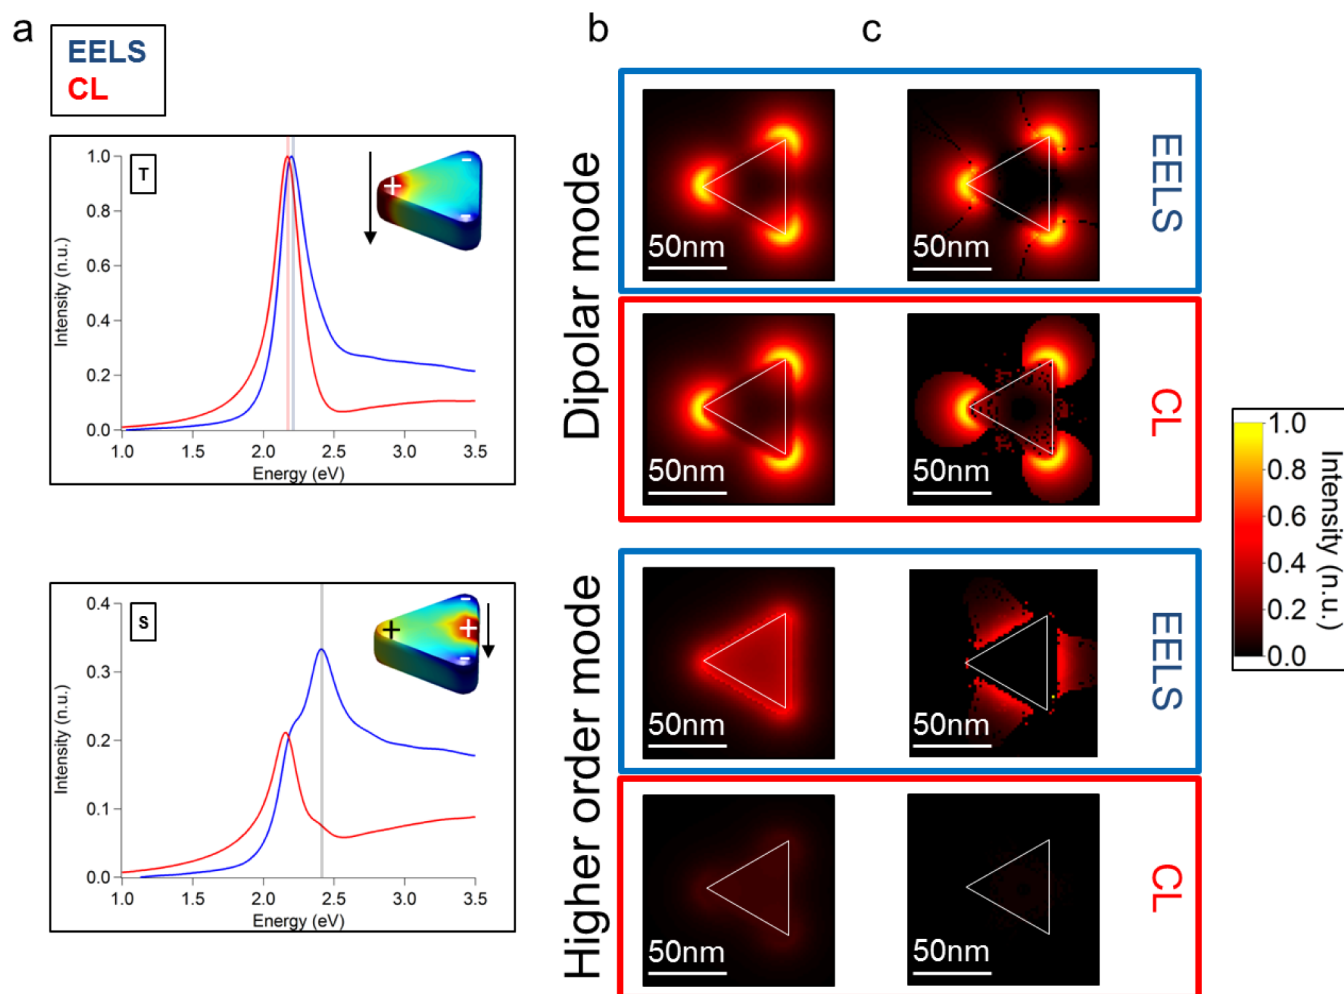 a
b
c
EELS
CL
T
1.0
0.8
0.6
0.4
0.2
0.0
Intensity (n.u.)
1.0 1.5 2.0 2.5 3.0 3.5
Energy (eV)
+
-
-
S
0.4
0.3
0.2
0.1
0.0
Intensity (n.u.)
1.0 1.5 2.0 2.5 3.0 3.5
Energy (eV)
+
-
+
-
Dipolar mode
50nm
50nm
EELS
50nm
50nm
CL
Higher order mode
50nm
50nm
EELS
50nm
50nm
CL
1.0
0.8
0.6
0.4
0.2
0.0
Intensity (n.u.)